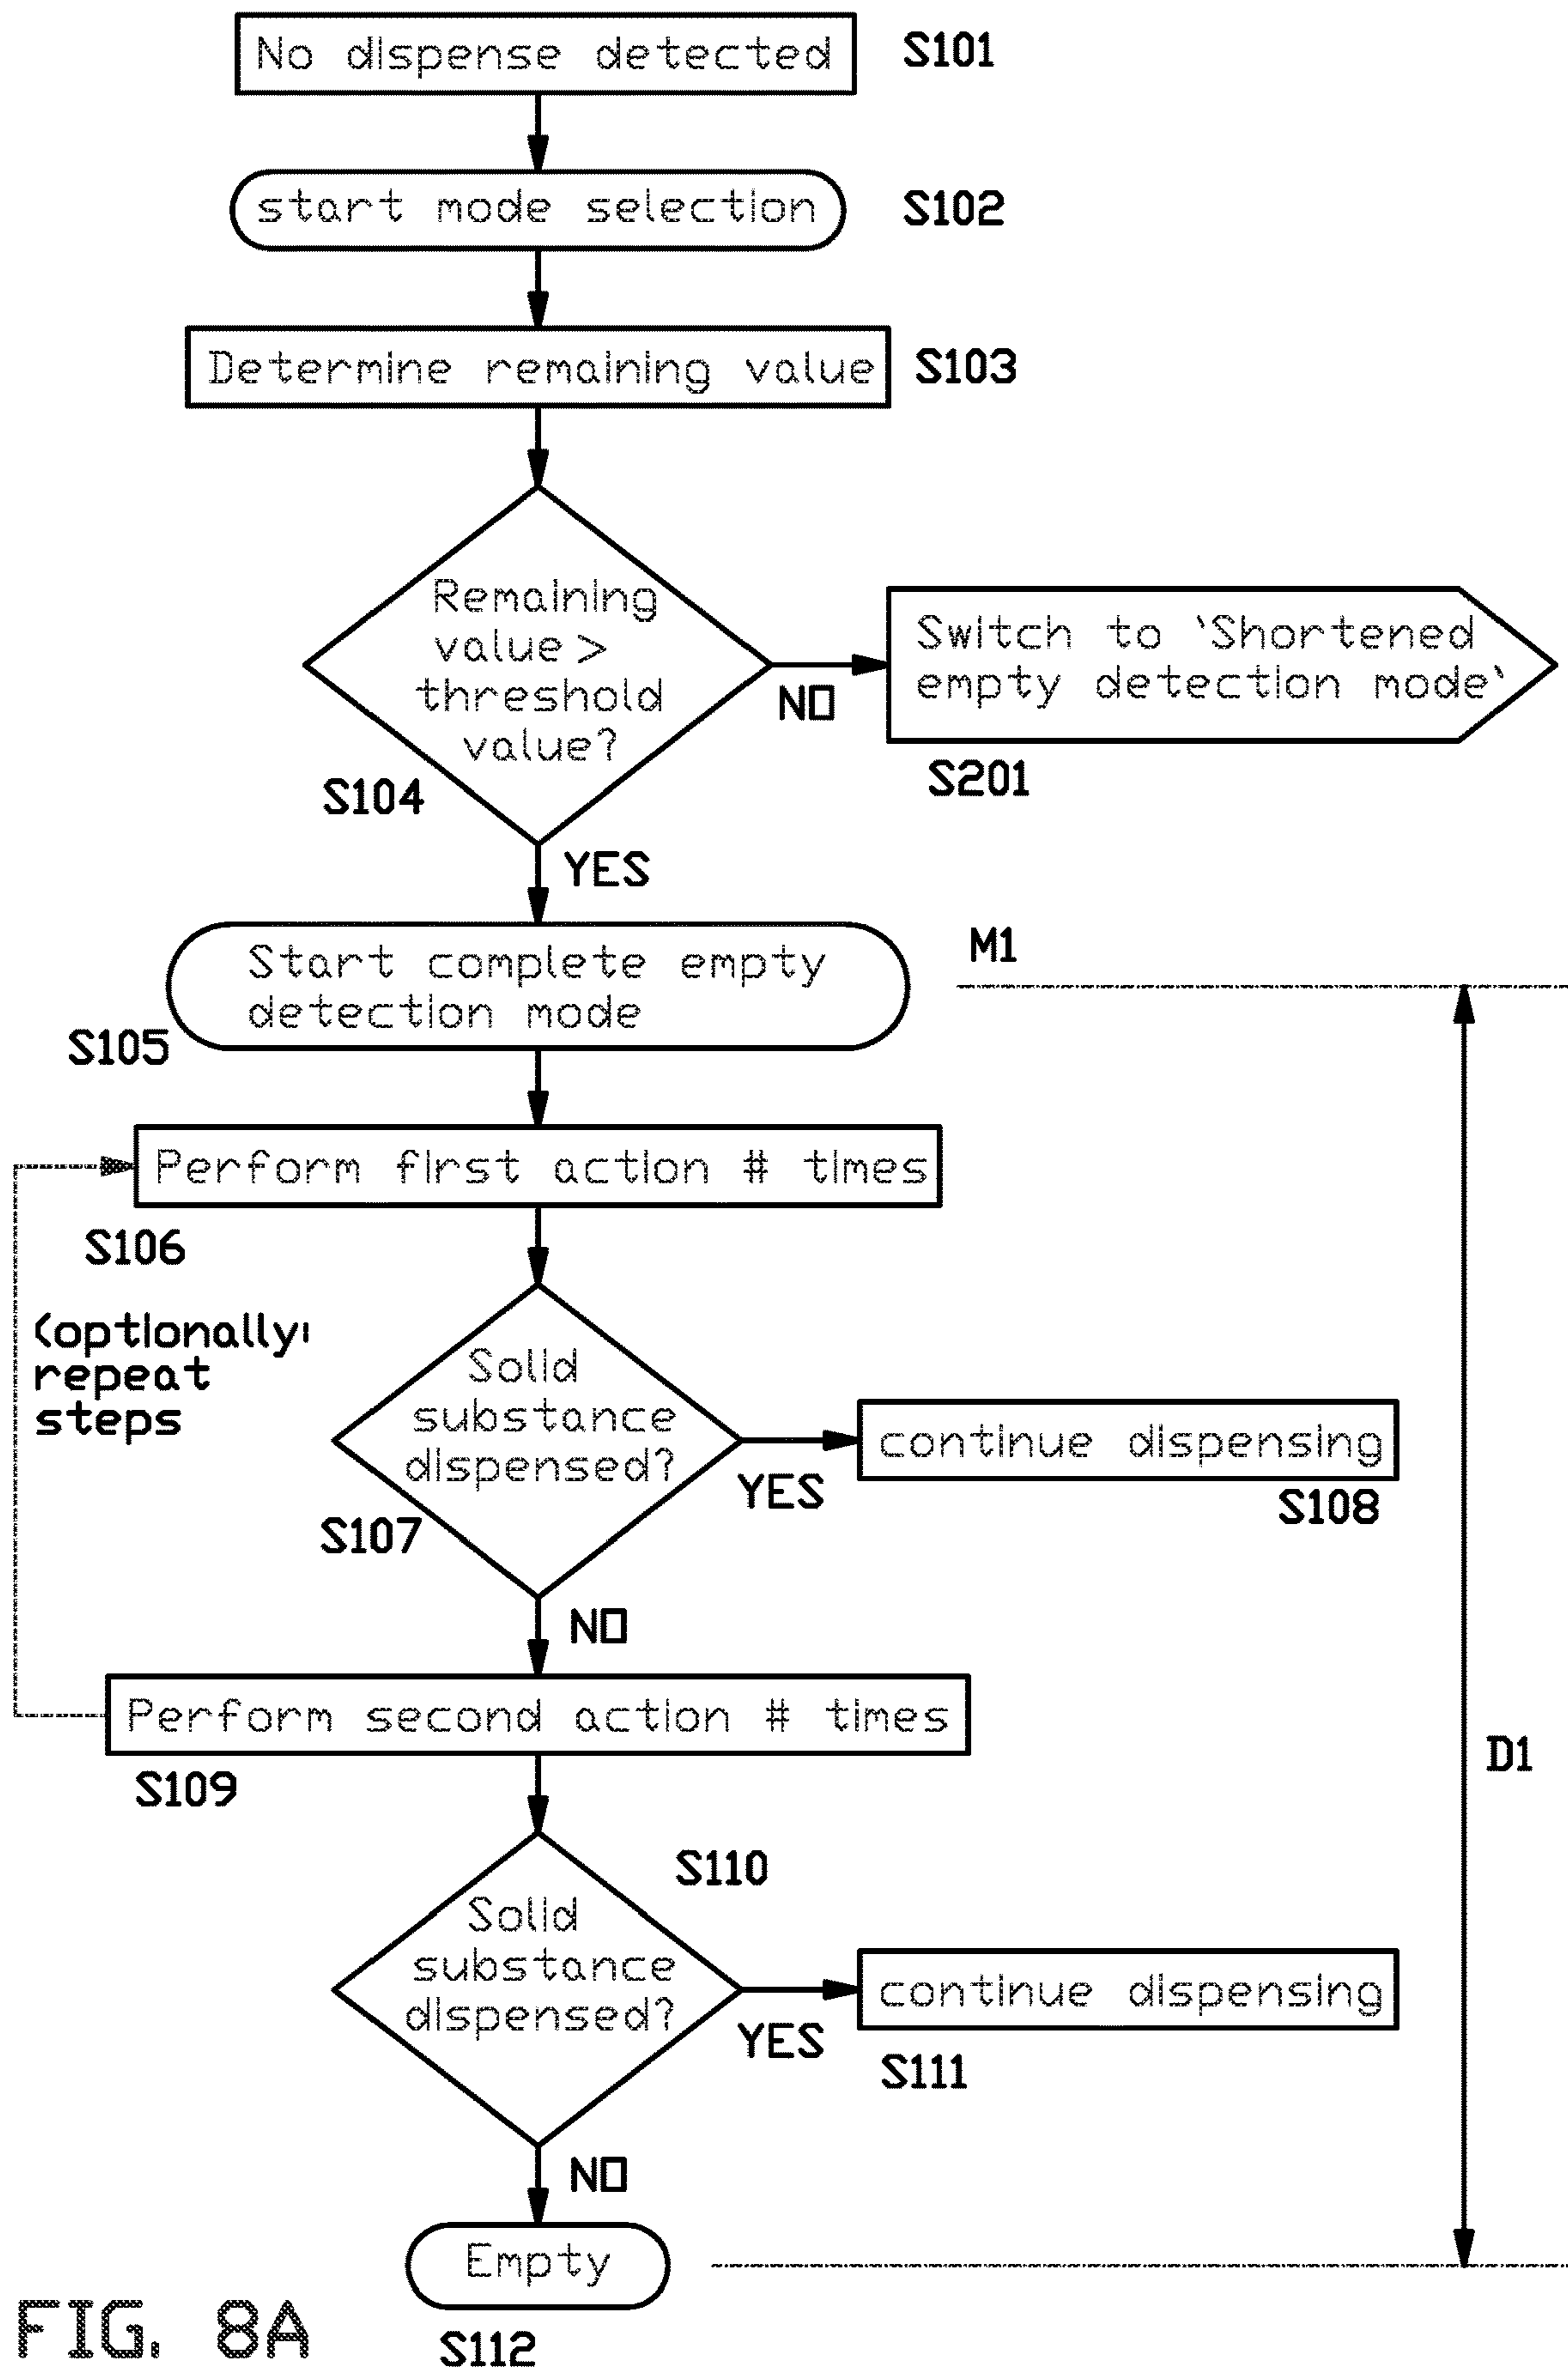 No dispense detected
S101
start mode selection
S102
Determine remaining value
S103
Remaining
value >
threshold
value?
S104
NO
Switch to 'Shortened
empty detection mode'
S201
YES
Start complete empty
detection mode
M1
S105
Perform first action # times
S106
(optionally)
repeat
steps
Solid
substance
dispensed?
YES
continue dispensing
S108
S107
NO
Perform second action # times
D1
S109
S110
Solid
substance
dispensed?
YES
continue dispensing
S111
NO
Empty
S112
FIG. 8A